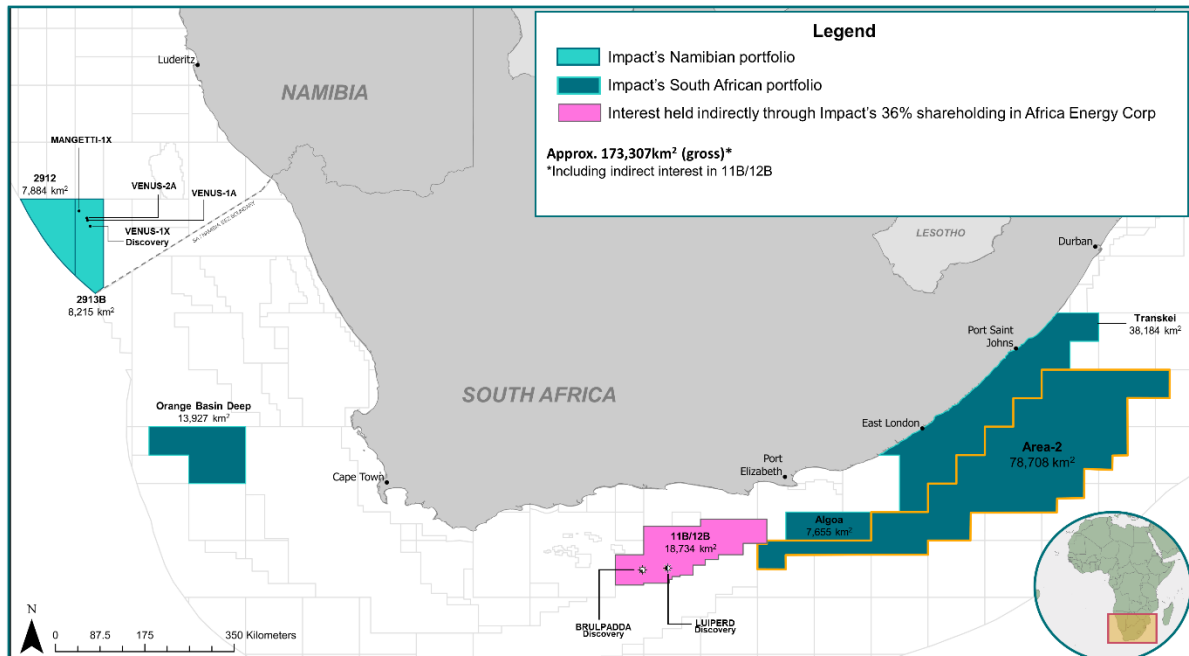 Legend
Impact's Namibian portfolio
Impact's South African portfolio
Interest held indirectly through Impact's 36% shareholding in Africa Energy Corp
Approx. 173,307km² (gross)*
*Including indirect interest in 11B/12B
Luderitz
NAMIBIA
MANGETTI-1X
2912
7,884 km²
VENUS-2A
VENUS-1A
VENUS-1X
Discovery
2913B
8,215 km²
LESOTHO
Durban
Transkei
38,184 km²
Port Saint
Johns
SOUTH AFRICA
Orange Basin Deep
13,927 km²
East London
Area-2
78,708 km²
Cape Town
Port
Elizabeth
Algoa
7,655 km²
11B/12B
18,734 km²
BRULPADDA
Discovery
LUIPERD
Discovery
N
0 87.5 175 350 Kilometers